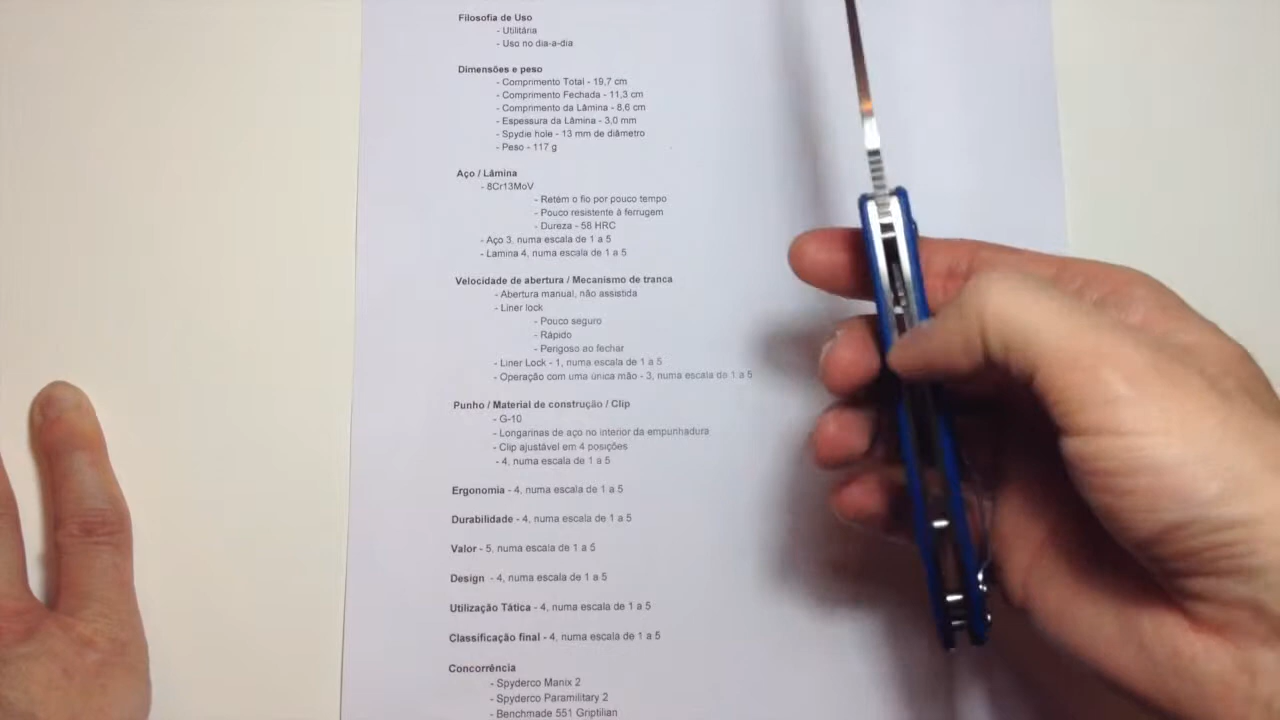 Filosofia de Uso
- Utilitária
- Uso no dia-a-dia
Dimensões e peso
- Comprimento Total - 19,7 cm
- Comprimento Fechada - 11,3 cm
- Comprimento da Lâmina - 8,6 cm
- Espessura da Lâmina - 3,0 mm
- Spydie hole - 13 mm de diâmetro
- Peso - 117 g
Aço / Lâmina
- 8Cr13MoV
- Retém o fio por pouco tempo
- Pouco resistente à ferrugem
- Dureza - 58 HRC
- Aço 3, numa escala de 1 a 5
- Lamina 4, numa escala de 1 a 5
Velocidade de abertura / Mecanismo de tranca
- Abertura manual, não assistida
- Liner lock
- Pouco seguro
- Rápido
- Perigoso ao fechar
- Liner Lock - 1, numa escala de 1 a 5
- Operação com uma única mão - 3, numa escala de 1 a 5
Punho / Material de construção / Clip
- G-10
- Longarinas de aço no interior da empunhadura
- Clip ajustável em 4 posições
- 4, numa escala de 1 a 5
Ergonomia - 4, numa escala de 1 a 5
Durabilidade - 4, numa escala de 1 a 5
Valor - 5, numa escala de 1 a 5
Design - 4, numa escala de 1 a 5
Utilização Tática - 4, numa escala de 1 a 5
Classificação final - 4, numa escala de 1 a 5
Concorrência
- Spyderco Manix 2
- Spyderco Paramilitary 2
- Benchmade 551 Griptilian